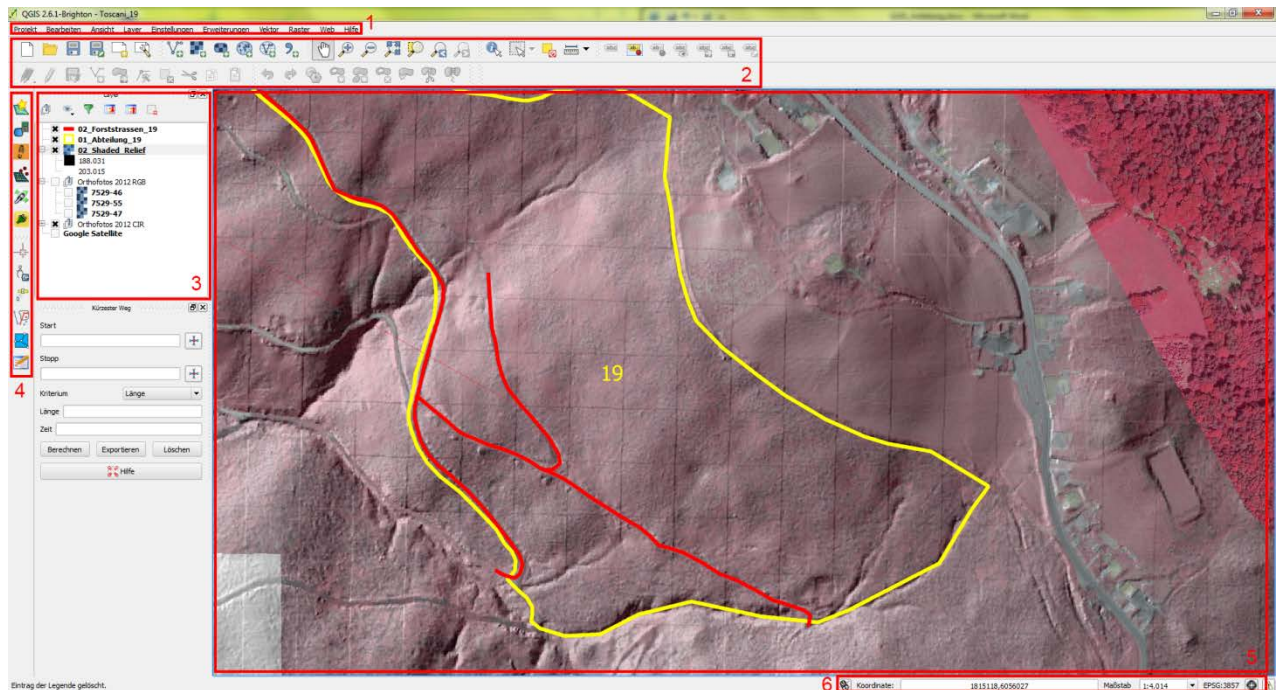 QGIS 2.6.1-Brighton - Toscani_19
Projekt Bearbeiten Ansicht Layer Einstellungen Erweiterungen Vektor Raster Web Hilfe 1
2
Layer
02_Forststrassen_19
01_Abteilung_19
02_Shaded_Relief
188.031
203.015
Orthofotos 2012 RGB
7529-46
7529-55
7529-47
Orthofotos 2012 CIR
Google Satellite
3
Kürzester Weg
Start
Stopp
4
Kriterium Länge
Länge
Zeit
Berechnen Exportieren Löschen
Hilfe
19
5
Eintrag der Legende gelöscht.
6 Koordinate: 1815118,6056027 Maßstab 1:4.014 EPSG:3857